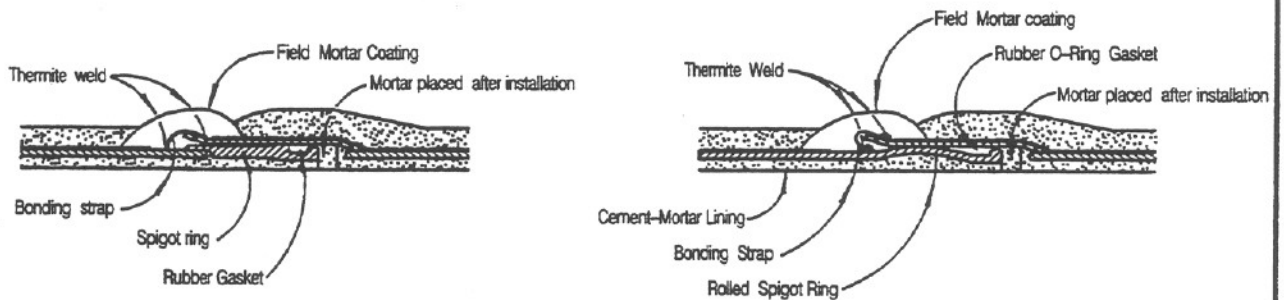 Field Mortar Coating
Thermite weld
Mortar placed after installation
Bonding strap
Spigot ring
Rubber Gasket
Field Mortar coating
Rubber O-Ring Gasket
Thermite Weld
Mortar placed after installation
Cement-Mortar Lining
Bonding Strap
Rolled Spigot Ring